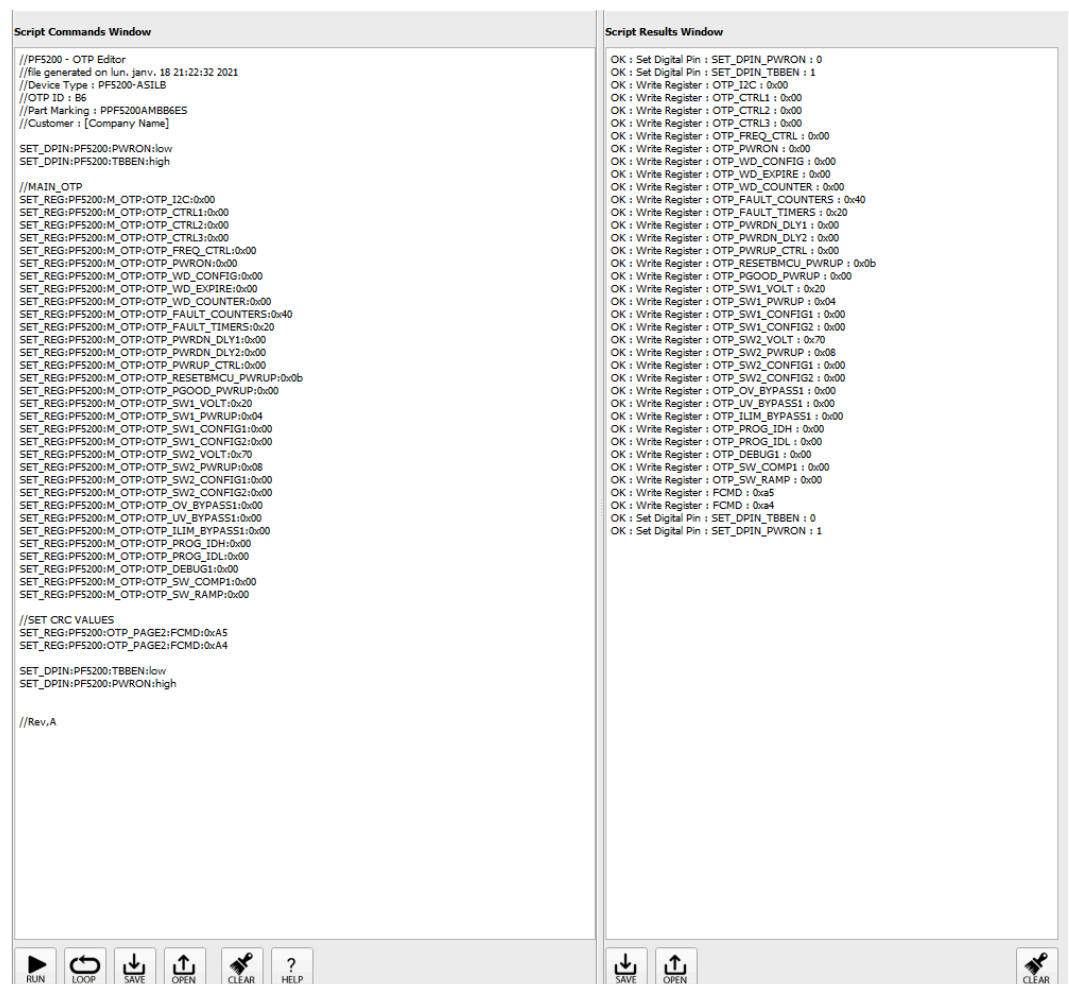 Script Commands Window
//PF5200 - OTP Editor
//file generated on lun. janv. 18 21:22:32 2021
//Device Type : PF5200-ASILB
//OTP ID : B6
//Part Marking : PPF5200AMBB6ES
//Customer : [Company Name]
SET_DPIN:PF5200:PWRON:low
SET_DPIN:PF5200:TBBEN:high
//MAIN_OTP
SET_REG:PF5200:M_OTP:OTP_I2C:0x00
SET_REG:PF5200:M_OTP:OTP_CTRL1:0x00
SET_REG:PF5200:M_OTP:OTP_CTRL2:0x00
SET_REG:PF5200:M_OTP:OTP_CTRL3:0x00
SET_REG:PF5200:M_OTP:OTP_FREQ_CTRL:0x00
SET_REG:PF5200:M_OTP:OTP_PWRON:0x00
SET_REG:PF5200:M_OTP:OTP_WD_CONFIG:0x00
SET_REG:PF5200:M_OTP:OTP_WD_EXPIRE:0x00
SET_REG:PF5200:M_OTP:OTP_WD_COUNTER:0x00
SET_REG:PF5200:M_OTP:OTP_FAULT_COUNTERS:0x40
SET_REG:PF5200:M_OTP:OTP_FAULT_TIMERS:0x20
SET_REG:PF5200:M_OTP:OTP_PWRDN_DLY1:0x00
SET_REG:PF5200:M_OTP:OTP_PWRDN_DLY2:0x00
SET_REG:PF5200:M_OTP:OTP_PWRUP_CTRL:0x00
SET_REG:PF5200:M_OTP:OTP_RESETBMCU_PWRUP:0x0b
SET_REG:PF5200:M_OTP:OTP_PGOOD_PWRUP:0x00
SET_REG:PF5200:M_OTP:OTP_SW1_VOLT:0x20
SET_REG:PF5200:M_OTP:OTP_SW1_PWRUP:0x04
SET_REG:PF5200:M_OTP:OTP_SW1_CONFIG1:0x00
SET_REG:PF5200:M_OTP:OTP_SW1_CONFIG2:0x00
SET_REG:PF5200:M_OTP:OTP_SW2_VOLT:0x70
SET_REG:PF5200:M_OTP:OTP_SW2_PWRUP:0x08
SET_REG:PF5200:M_OTP:OTP_SW2_CONFIG1:0x00
SET_REG:PF5200:M_OTP:OTP_SW2_CONFIG2:0x00
SET_REG:PF5200:M_OTP:OTP_OV_BYPASS1:0x00
SET_REG:PF5200:M_OTP:OTP_UV_BYPASS1:0x00
SET_REG:PF5200:M_OTP:OTP_ILIM_BYPASS1:0x00
SET_REG:PF5200:M_OTP:OTP_PROG_IDH:0x00
SET_REG:PF5200:M_OTP:OTP_PROG_IDL:0x00
SET_REG:PF5200:M_OTP:OTP_DEBUG1:0x00
SET_REG:PF5200:M_OTP:OTP_SW_COMP1:0x00
SET_REG:PF5200:M_OTP:OTP_SW_RAMP:0x00
//SET CRC VALUES
SET_REG:PF5200:OTP_PAGE2:FCMD:0xA5
SET_REG:PF5200:OTP_PAGE2:FCMD:0xA4
SET_DPIN:PF5200:TBBEN:low
SET_DPIN:PF5200:PWRON:high
//Rev,A
RUN
LOOP
SAVE
OPEN
CLEAR
?
HELP
Script Results Window
OK : Set Digital Pin : SET_DPIN_PWRON : 0
OK : Set Digital Pin : SET_DPIN_TBBEN : 1
OK : Write Register : OTP_I2C : 0x00
OK : Write Register : OTP_CTRL1 : 0x00
OK : Write Register : OTP_CTRL2 : 0x00
OK : Write Register : OTP_CTRL3 : 0x00
OK : Write Register : OTP_FREQ_CTRL : 0x00
OK : Write Register : OTP_PWRON : 0x00
OK : Write Register : OTP_WD_CONFIG : 0x00
OK : Write Register : OTP_WD_EXPIRE : 0x00
OK : Write Register : OTP_WD_COUNTER : 0x00
OK : Write Register : OTP_FAULT_COUNTERS : 0x40
OK : Write Register : OTP_FAULT_TIMERS : 0x20
OK : Write Register : OTP_PWRDN_DLY1 : 0x00
OK : Write Register : OTP_PWRDN_DLY2 : 0x00
OK : Write Register : OTP_PWRUP_CTRL : 0x00
OK : Write Register : OTP_RESETBMCU_PWRUP : 0x0b
OK : Write Register : OTP_PGOOD_PWRUP : 0x00
OK : Write Register : OTP_SW1_VOLT : 0x20
OK : Write Register : OTP_SW1_PWRUP : 0x04
OK : Write Register : OTP_SW1_CONFIG1 : 0x00
OK : Write Register : OTP_SW1_CONFIG2 : 0x00
OK : Write Register : OTP_SW2_VOLT : 0x70
OK : Write Register : OTP_SW2_PWRUP : 0x08
OK : Write Register : OTP_SW2_CONFIG1 : 0x00
OK : Write Register : OTP_SW2_CONFIG2 : 0x00
OK : Write Register : OTP_OV_BYPASS1 : 0x00
OK : Write Register : OTP_UV_BYPASS1 : 0x00
OK : Write Register : OTP_ILIM_BYPASS1 : 0x00
OK : Write Register : OTP_PROG_IDH : 0x00
OK : Write Register : OTP_PROG_IDL : 0x00
OK : Write Register : OTP_DEBUG1 : 0x00
OK : Write Register : OTP_SW_COMP1 : 0x00
OK : Write Register : OTP_SW_RAMP : 0x00
OK : Write Register : FCMD : 0xa5
OK : Write Register : FCMD : 0xa4
OK : Set Digital Pin : SET_DPIN_TBBEN : 0
OK : Set Digital Pin : SET_DPIN_PWRON : 1
SAVE
OPEN
CLEAR